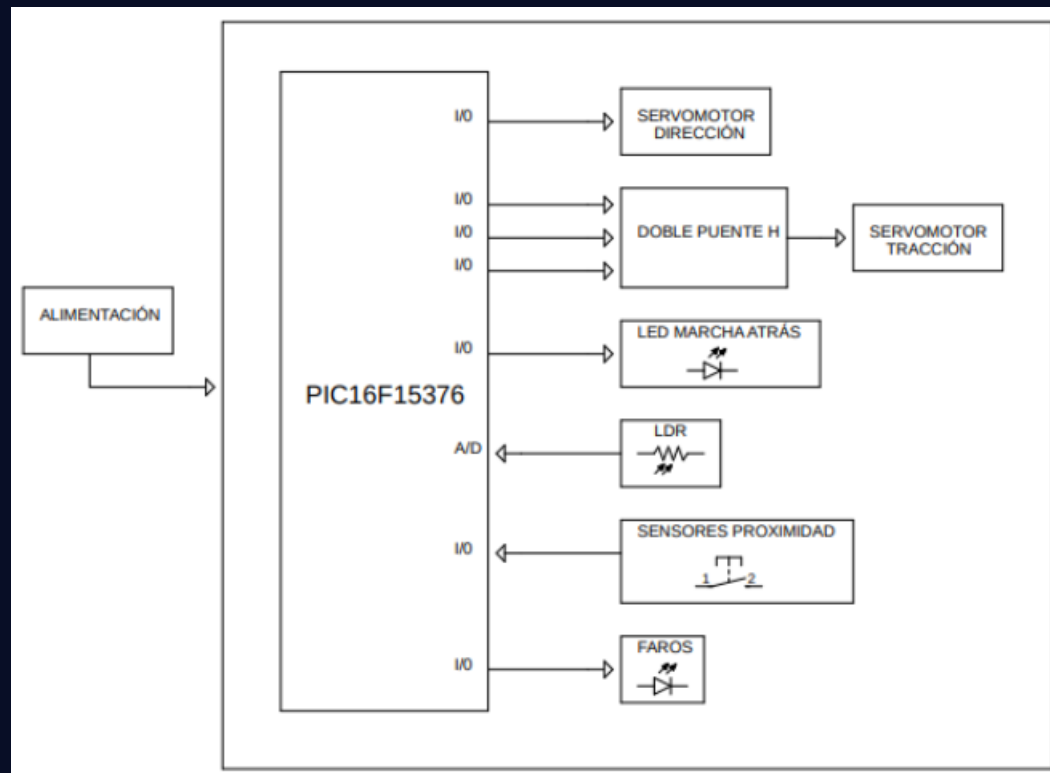 I/0
SERVOMOTOR
DIRECCIÓN
I/0
I/0
I/0
DOBLE PUENTE H
SERVOMOTOR
TRACCIÓN
ALIMENTACIÓN
I/0
LED MARCHA ATRÁS
PIC16F15376
A/D
LDR
I/0
SENSORES PROXIMIDAD
1 2
I/0
FAROS